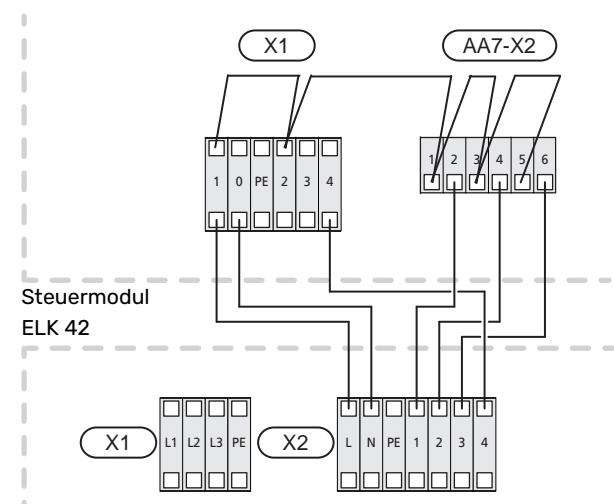 X1
AA7-X2
1 0 PE 2 3 4
1 2 3 4 5 6
Steuermodul
ELK 42
X1
L1 L2 L3 PE
X2
L N PE 1 2 3 4